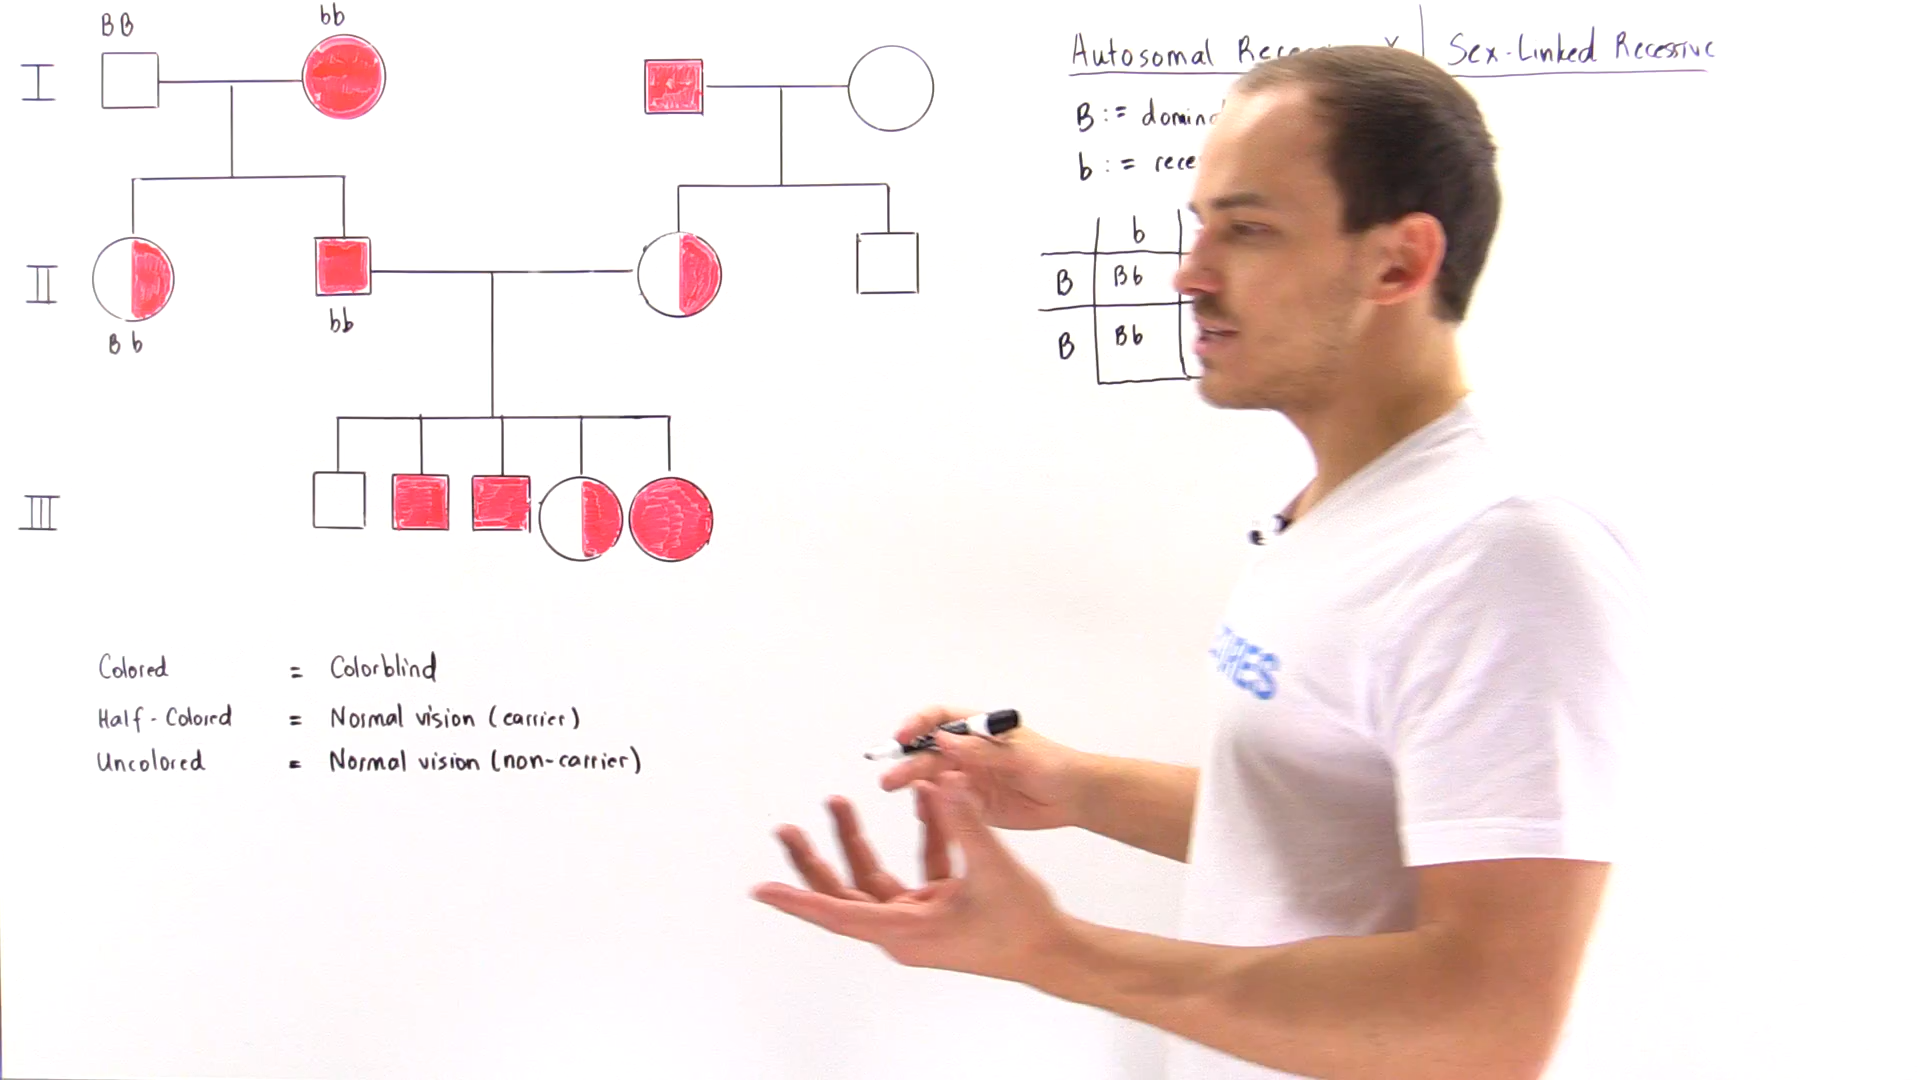 BB
bb
I
II
Bb
bb
III
Colored = Colorblind
Half-Colored = Normal vision (carrier)
Uncolored = Normal vision (non-carrier)
Autosomal
Sex-Linked Recessive
B :=
b :=
b
B Bb
B Bb